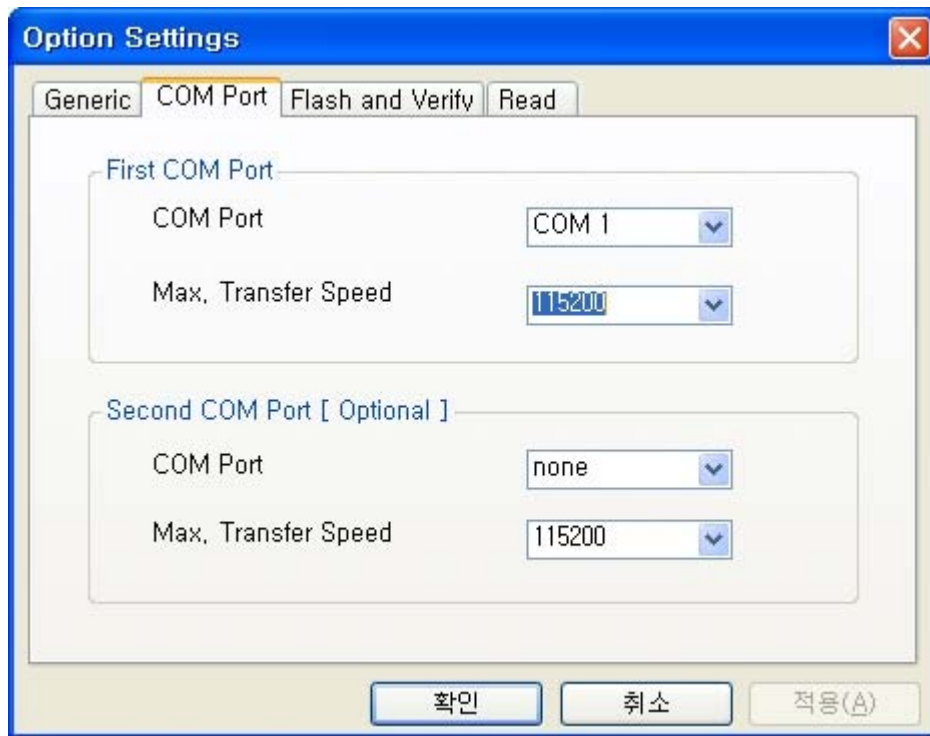 Option Settings
Generic COM Port Flash and Verify Read
First COM Port
COM Port COM 1
Max, Transfer Speed 115200
Second COM Port [ Optional ]
COM Port none
Max, Transfer Speed 115200
확인 취소 적용(A)